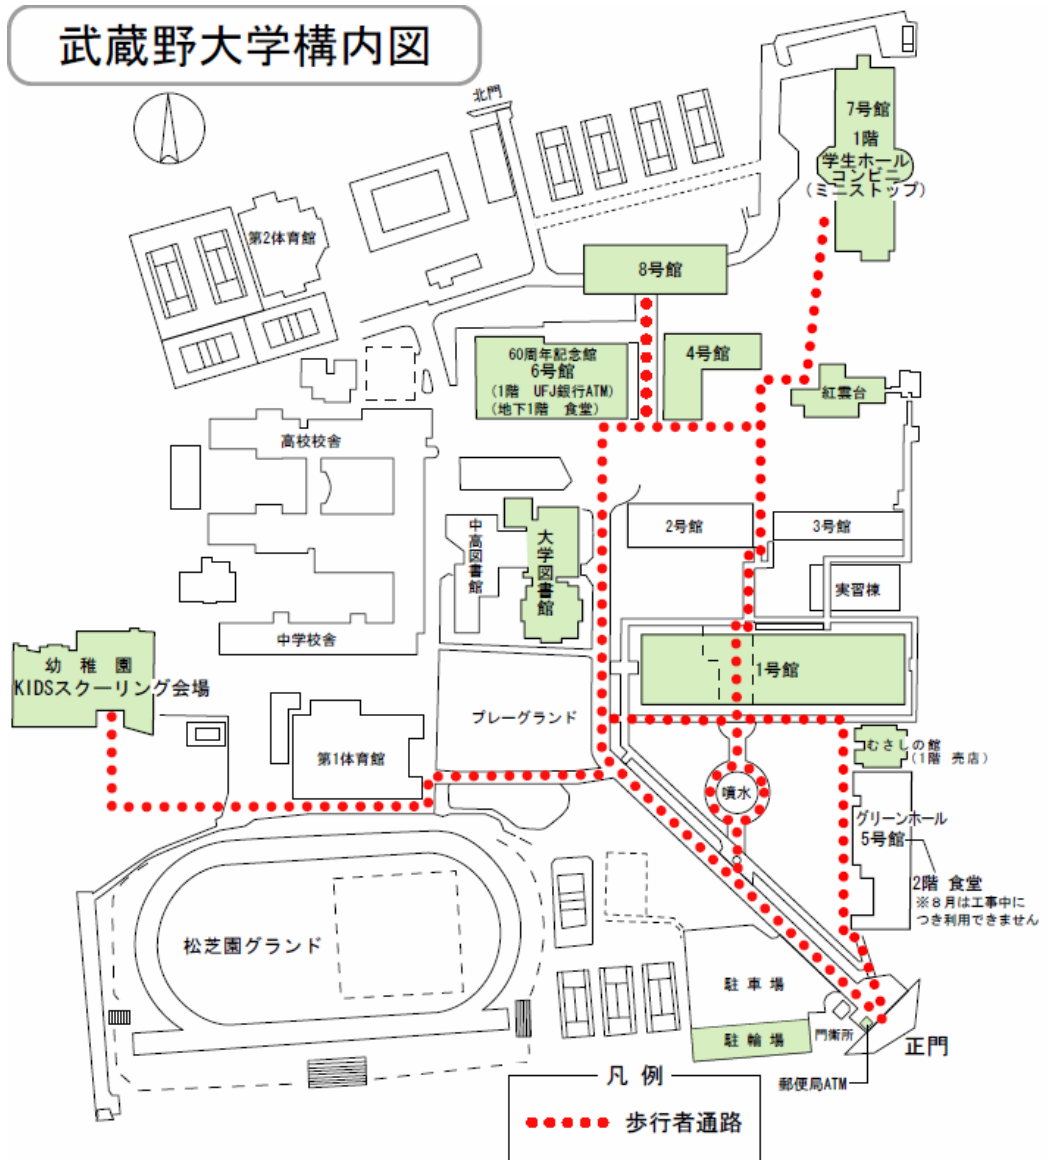 武蔵野大学構内図
北門
7号館
1階
学生ホール
コンビニ
(ミニストップ)
第2体育館
8号館
60周年記念館
6号館
(1階 UFJ銀行ATM)
(地下1階 食堂)
4号館
紅雲台
高校校舎
中高図書館
大学図書館
2号館
3号館
実習棟
中学校舎
幼稚園
KIDSスクーリング会場
1号館
プレーグランド
第1体育館
むさしの館
(1階 売店)
噴水
グリーンホール
5号館
2階 食堂
※8月は工事中に
つき利用できません
松芝園グランド
駐車場
駐輪場
門衛所
正門
郵便局ATM
凡例
歩行者通路